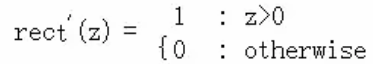 rect′(z) = 1 : z>0
{0 : otherwise